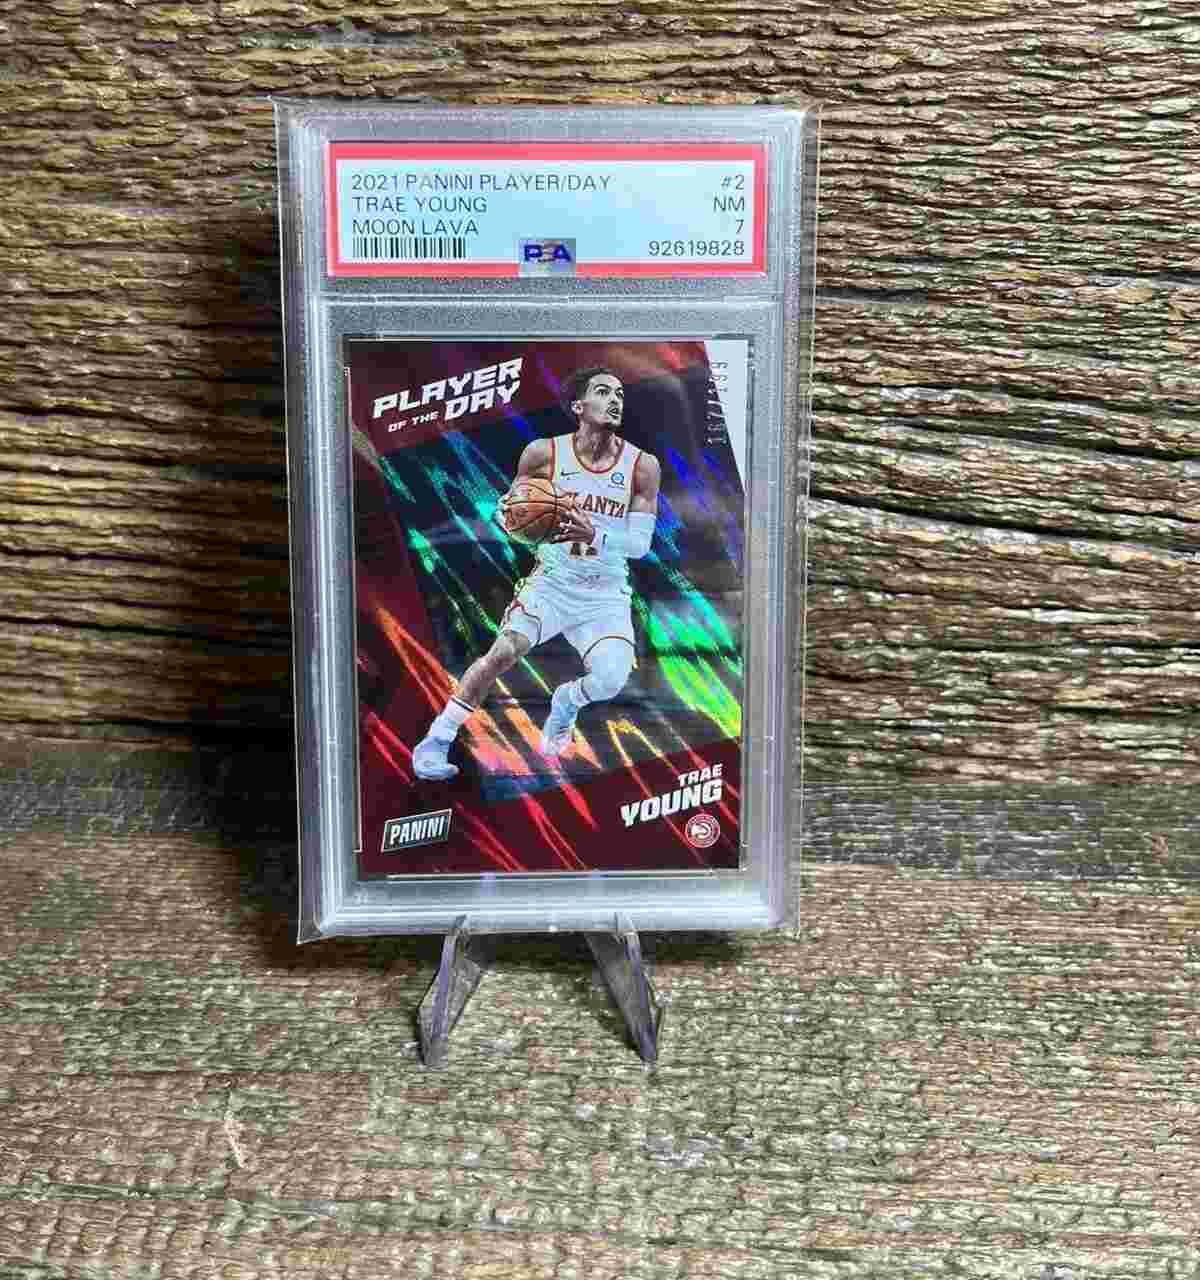 2021 PANINI PLAYER/DAY #2
TRAE YOUNG NM
MOON LAVA 7
PSA 92619828
PLAYER
OF THE DAY
ATLANTA
11
TRAE
YOUNG
PANINI